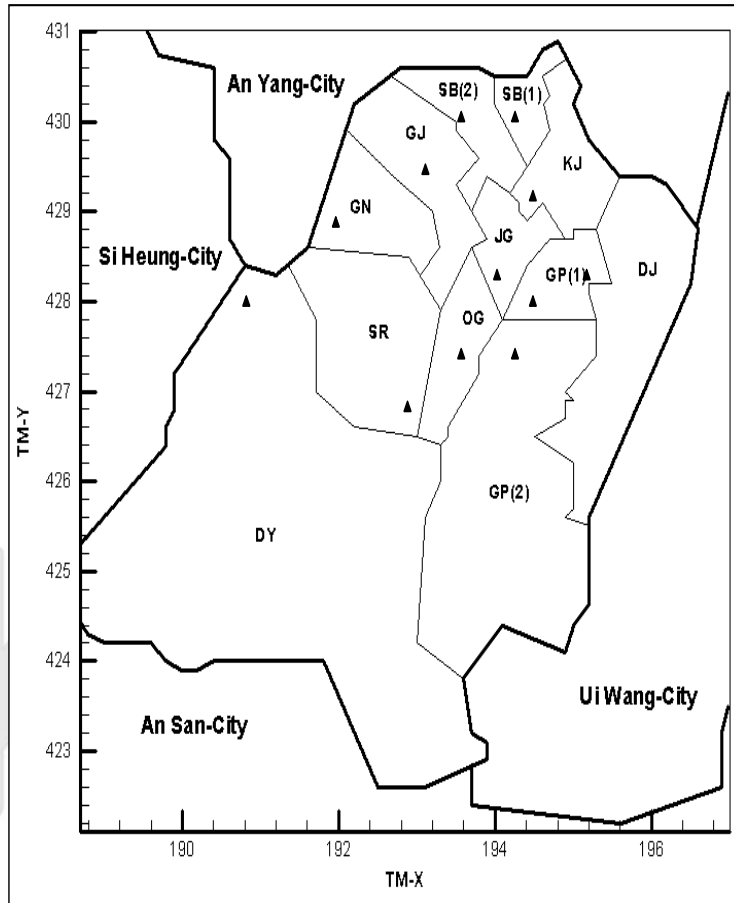 431
An Yang-City
SB(2)
SB(1)
430
GJ
KJ
429
GN
JG
Si Heung-City
GP(1)
DJ
428
OG
SR
427
TM-Y
426
GP(2)
DY
425
424
Ui Wang-City
An San-City
423
190
192
194
196
TM-X